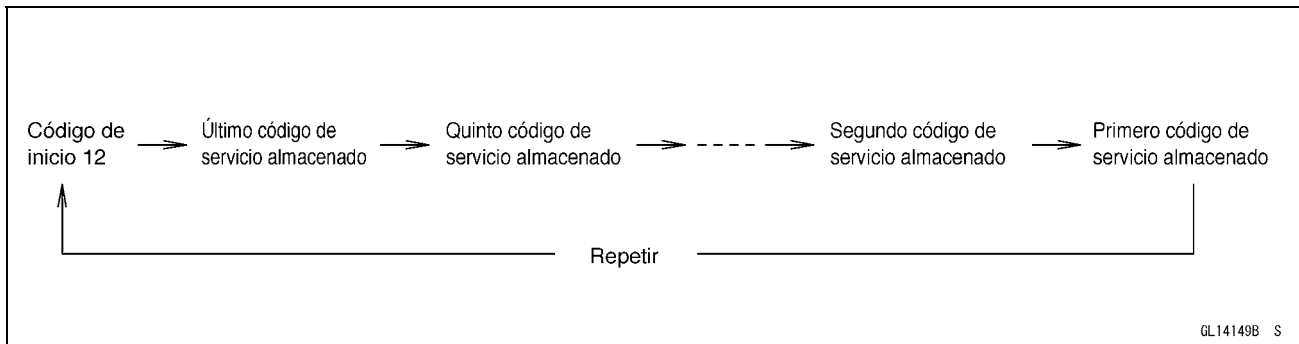 Código de
inicio 12
Último código de
servicio almacenado
Quinto código de
servicio almacenado
Segundo código de
servicio almacenado
Primero código de
servicio almacenado
Repetir
GL14149B S